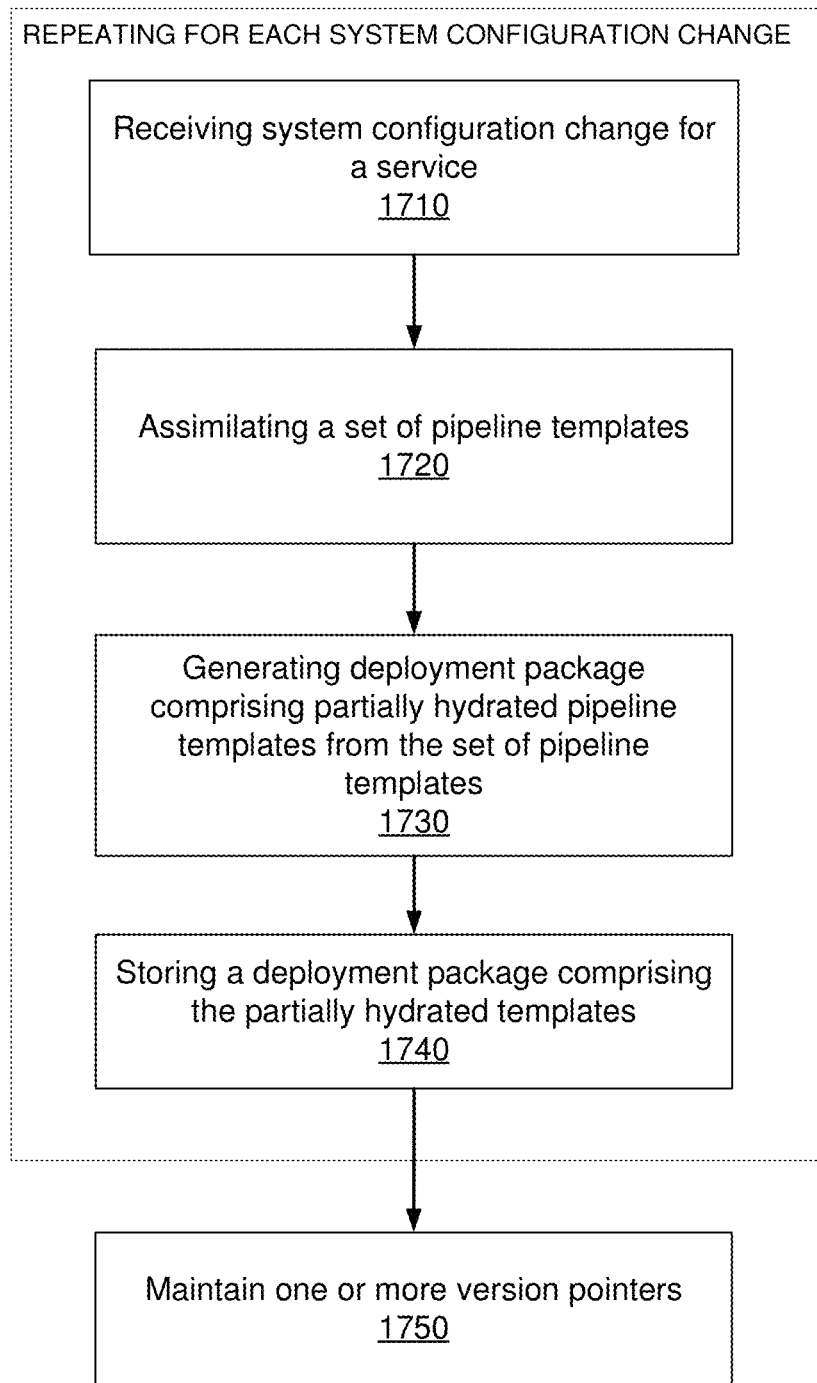 REPEATING FOR EACH SYSTEM CONFIGURATION CHANGE
Receiving system configuration change for
a service
1710
Assimilating a set of pipeline templates
1720
Generating deployment package
comprising partially hydrated pipeline
templates from the set of pipeline
templates
1730
Storing a deployment package comprising
the partially hydrated templates
1740
Maintain one or more version pointers
1750